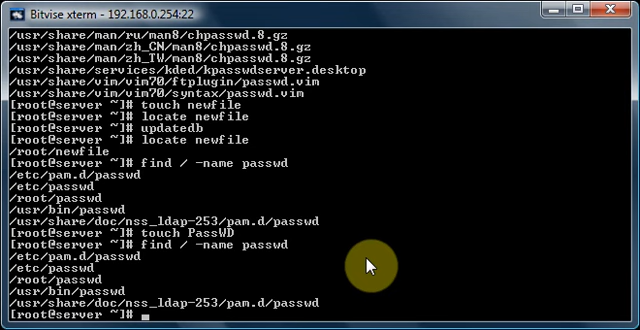 Bitvise xterm - 192.168.0.254:22
/usr/share/man/ru/man8/chpasswd.8.gz
/usr/share/man/zh_CN/man8/chpasswd.8.gz
/usr/share/man/zh_TW/man8/chpasswd.8.gz
/usr/share/services/kded/kpasswdserver.desktop
/usr/share/vim/vim70/ftplugin/passwd.vim
/usr/share/vim/vim70/syntax/passwd.vim
[root@server ~]# touch newfile
[root@server ~]# locate newfile
[root@server ~]# updatedb
[root@server ~]# locate newfile
/root/newfile
[root@server ~]# find / -name passwd
/etc/pam.d/passwd
/etc/passwd
/root/passwd
/usr/bin/passwd
/usr/share/doc/nss_ldap-253/pam.d/passwd
[root@server ~]# touch PassWD
[root@server ~]# find / -name passwd
/etc/pam.d/passwd
/etc/passwd
/root/passwd
/usr/bin/passwd
/usr/share/doc/nss_ldap-253/pam.d/passwd
[root@server ~]#